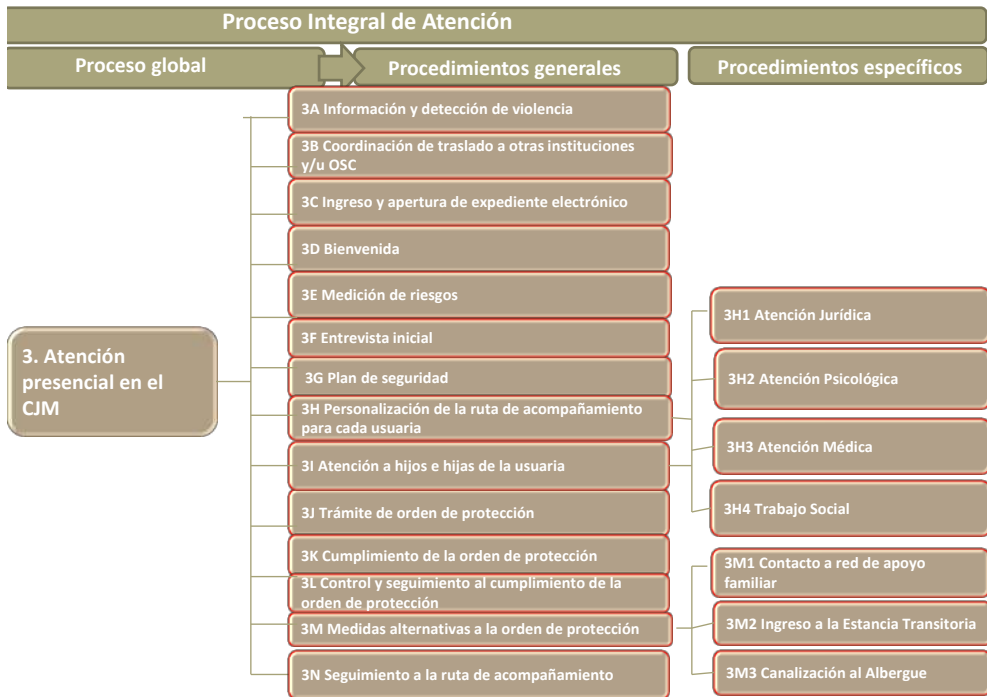 Proceso Integral de Atención
Proceso global
Procedimientos generales
Procedimientos específicos
3. Atención
presencial en el
CJM
3A Información y detección de violencia
3B Coordinación de traslado a otras instituciones
y/u OSC
3C Ingreso y apertura de expediente electrónico
3D Bienvenida
3E Medición de riesgos
3F Entrevista inicial
3G Plan de seguridad
3H Personalización de la ruta de acompañamiento
para cada usuaria
3I Atención a hijos e hijas de la usuaria
3J Trámite de orden de protección
3K Cumplimiento de la orden de protección
3L Control y seguimiento al cumplimiento de la
orden de protección
3M Medidas alternativas a la orden de protección
3N Seguimiento a la ruta de acompañamiento
3H1 Atención Jurídica
3H2 Atención Psicológica
3H3 Atención Médica
3H4 Trabajo Social
3M1 Contacto a red de apoyo
familiar
3M2 Ingreso a la Estancia Transitoria
3M3 Canalización al Albergue